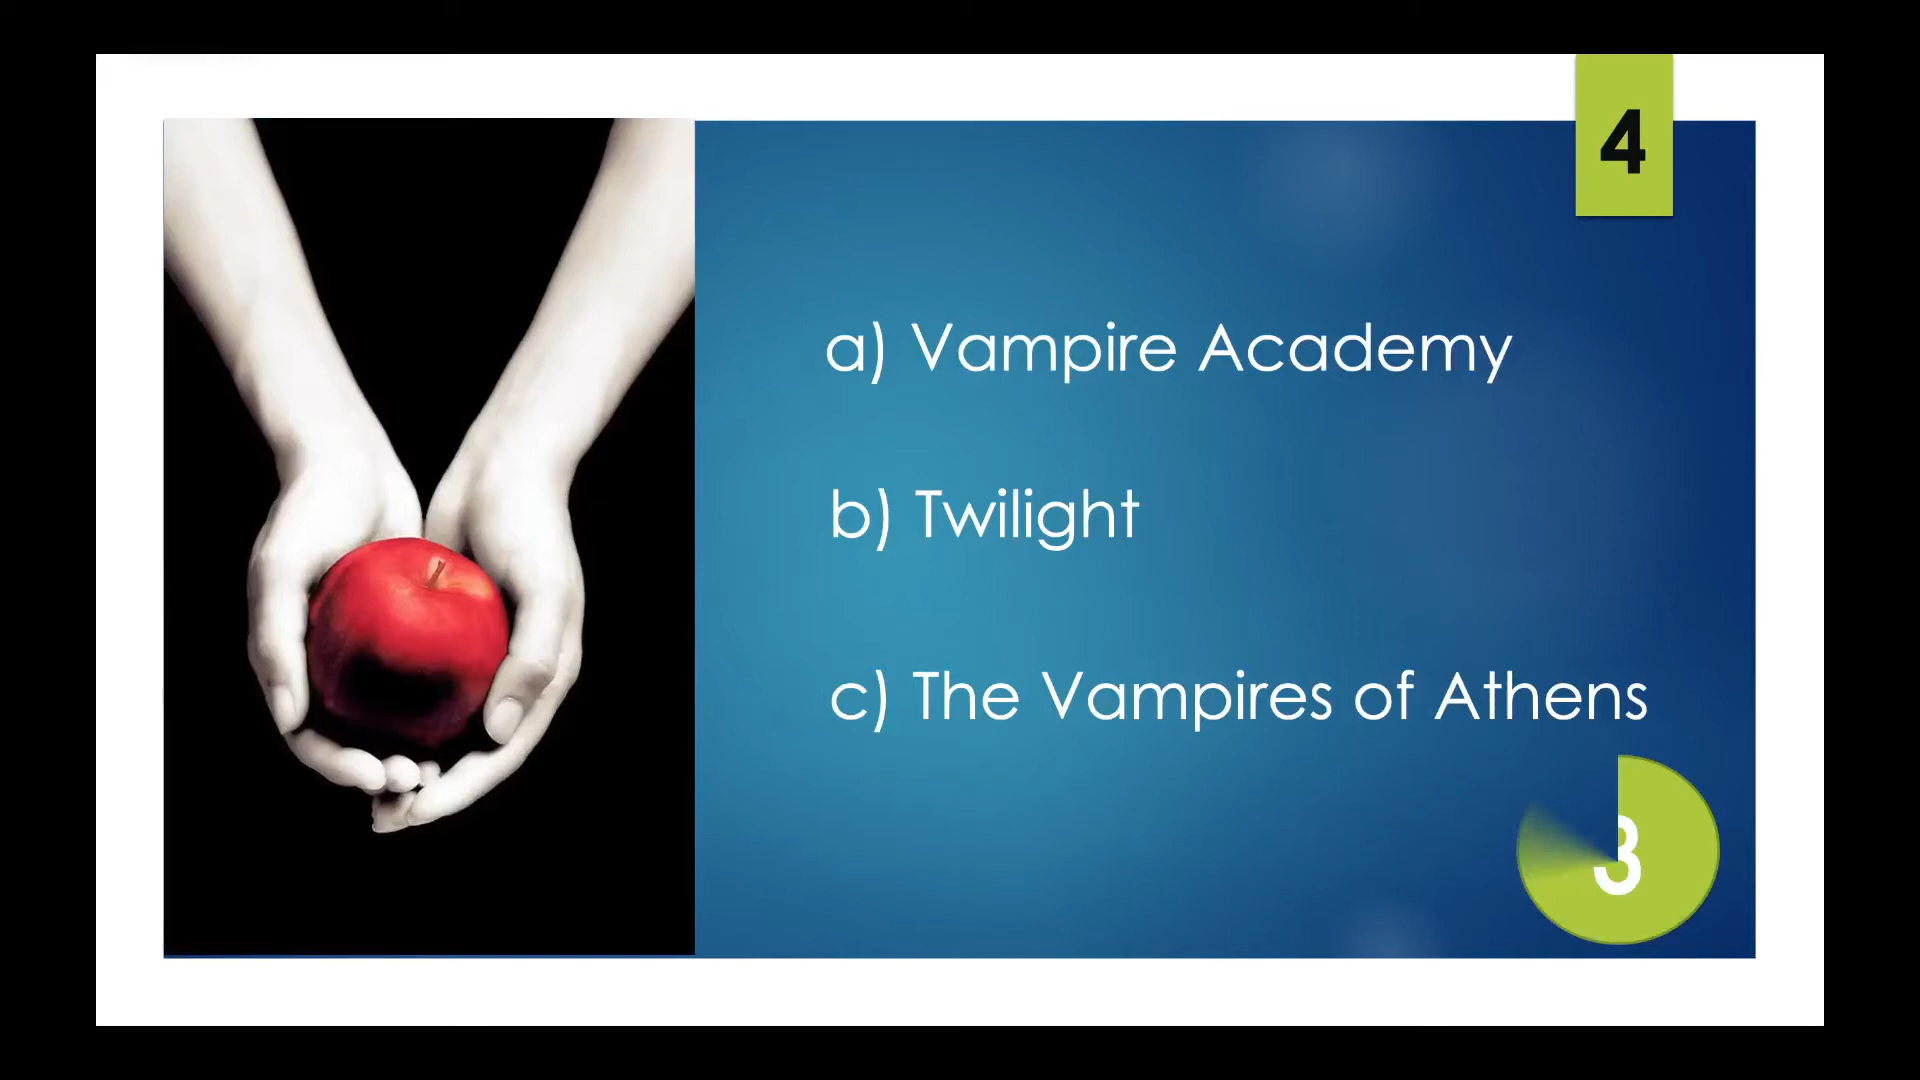 4
a) Vampire Academy
b) Twilight
c) The Vampires of Athens
3